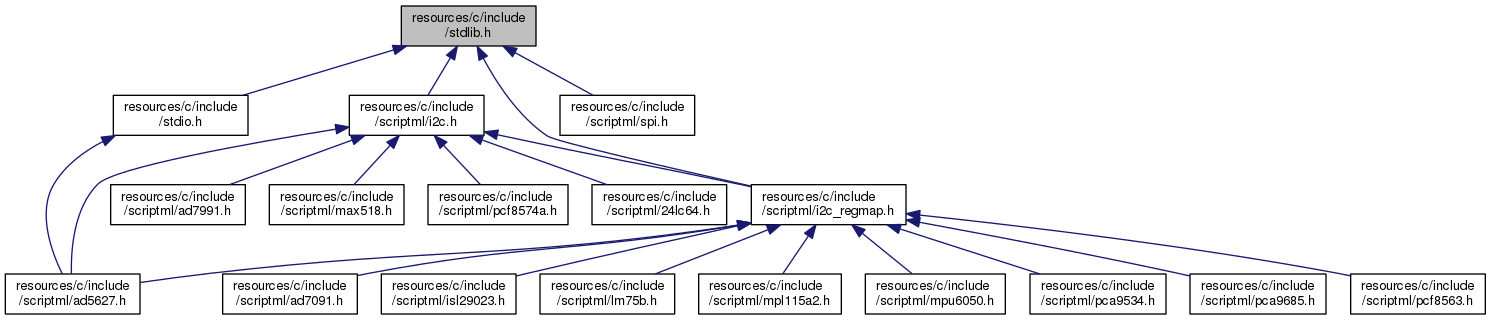 resources/c/include
/stdlib.h
resources/c/include
/stdio.h
resources/c/include
/scriptml/i2c.h
resources/c/include
/scriptml/spi.h
resources/c/include
/scriptml/ad7991.h
resources/c/include
/scriptml/max518.h
resources/c/include
/scriptml/pcf8574a.h
resources/c/include
/scriptml/24lc64.h
resources/c/include
/scriptml/i2c_regmap.h
resources/c/include
/scriptml/ad5627.h
resources/c/include
/scriptml/ad7091.h
resources/c/include
/scriptml/isl29023.h
resources/c/include
/scriptml/lm75b.h
resources/c/include
/scriptml/mpl115a2.h
resources/c/include
/scriptml/mpu6050.h
resources/c/include
/scriptml/pca9534.h
resources/c/include
/scriptml/pca9685.h
resources/c/include
/scriptml/pcf8563.h